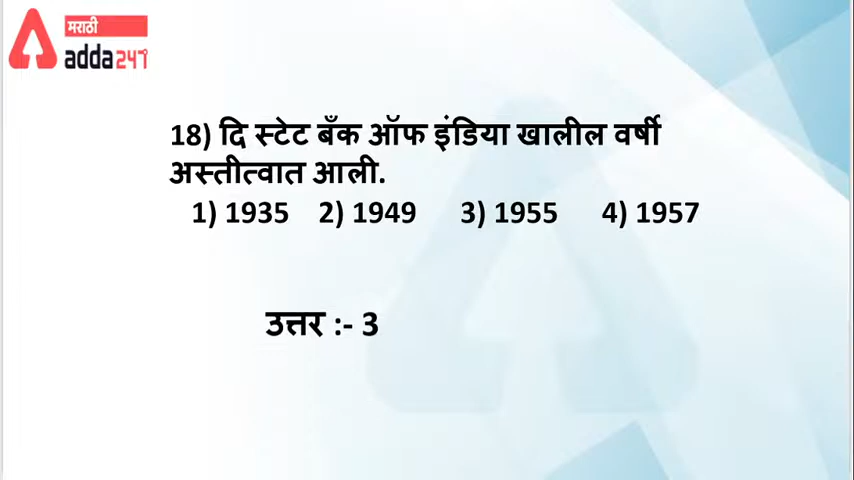 मराठी
adda247
18) दि स्टेट बँक ऑफ इंडिया खालील वर्षी
अस्तीत्वात आली.
1) 1935 2) 1949 3) 1955 4) 1957
उत्तर :- 3